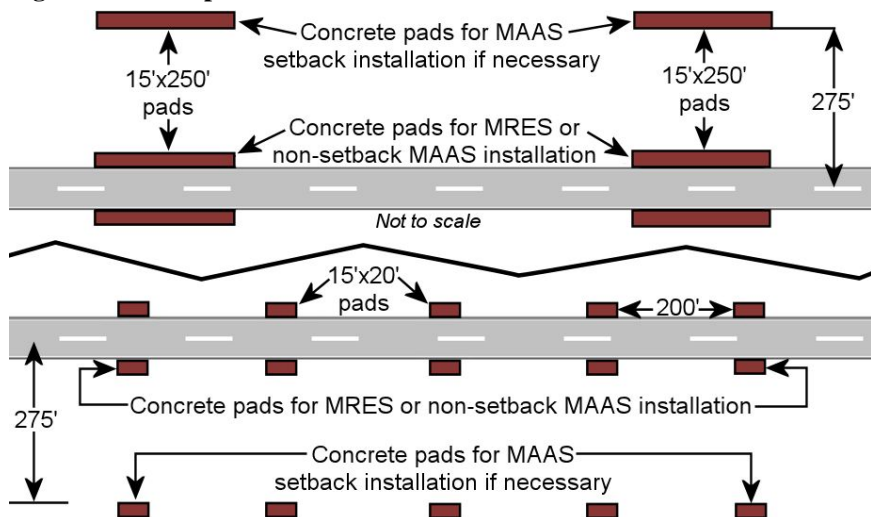 Concrete pads for MAAS
setback installation if necessary
15'x250'
pads
15'x250'
pads
275'
Concrete pads for MRES or
non-setback MAAS installation
Not to scale
15'x20'
pads
200'
275'
Concrete pads for MRES or non-setback MAAS installation
Concrete pads for MAAS
setback installation if necessary